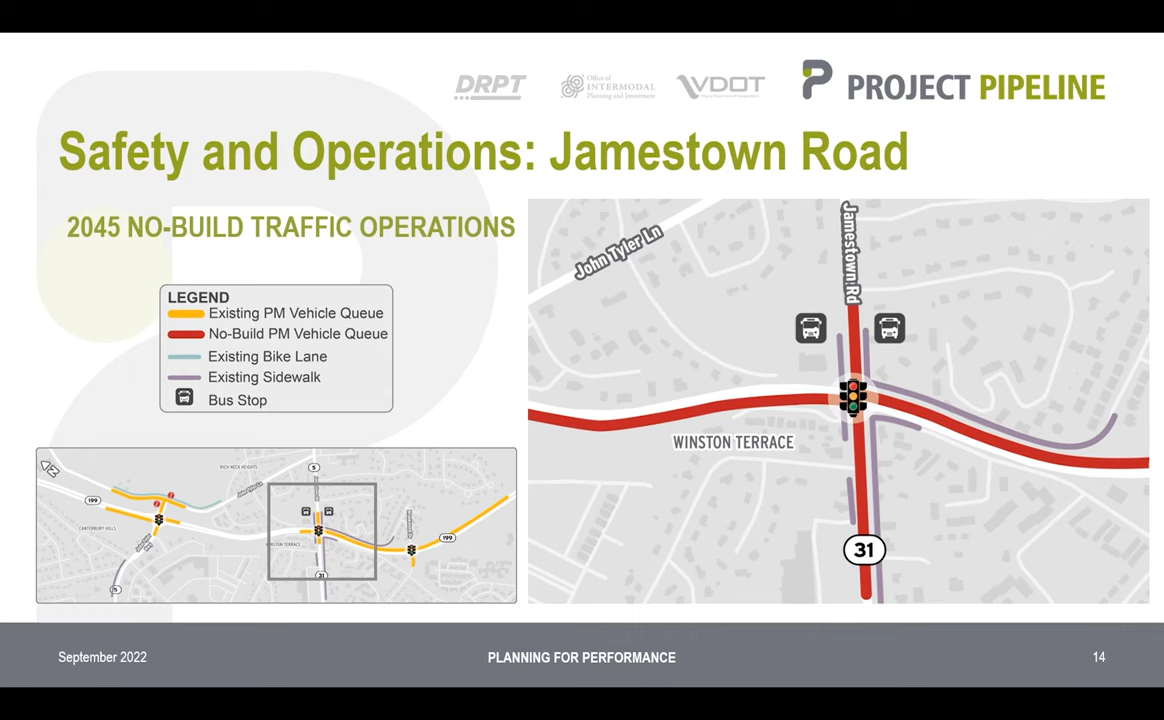 DRPT
Office of
INTERMODAL
Planning and Investment
VDOT
PROJECT PIPELINE
Safety and Operations: Jamestown Road
2045 NO-BUILD TRAFFIC OPERATIONS
LEGEND
Existing PM Vehicle Queue
No-Build PM Vehicle Queue
Existing Bike Lane
Existing Sidewalk
Bus Stop
John Tyler Ln
Jamestown Rd
WINSTON TERRACE
31
RICH NECK HEIGHTS
5
John Tyler Ln
199
CANTERBURY HILLS
WINSTON TERRACE
199
31
5
September 2022
PLANNING FOR PERFORMANCE
14